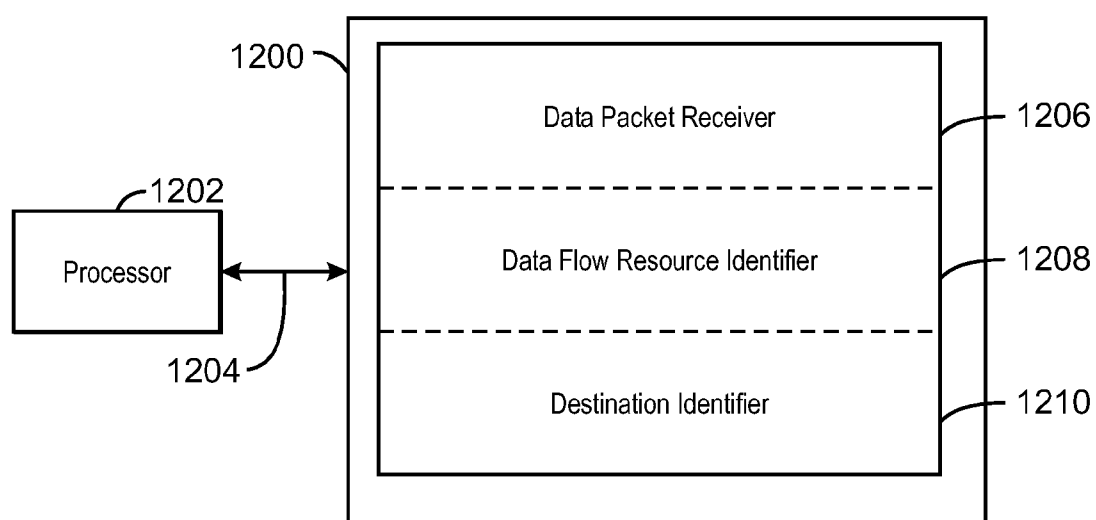 1200
Data Packet Receiver
1206
1202
Processor
Data Flow Resource Identifier
1208
1204
Destination Identifier
1210